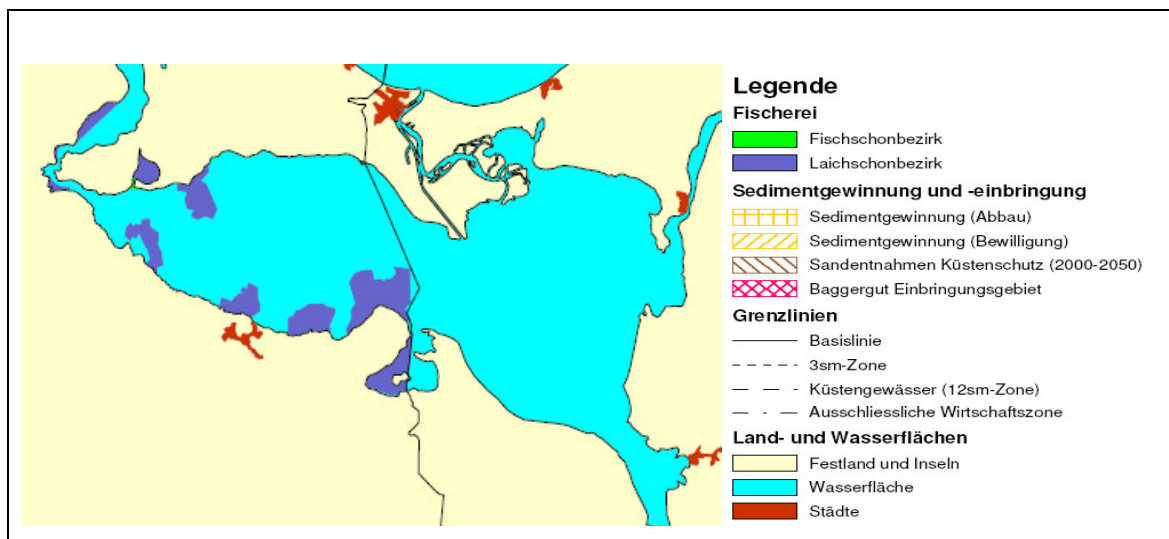 Legende
Fischerei
Fischschonbezirk
Laichschonbezirk
Sedimentgewinnung und -einbringung
Sedimentgewinnung (Abbau)
Sedimentgewinnung (Bewilligung)
Sandentnahmen Küstenschutz (2000-2050)
Baggergut Einbringungsgebiet
Grenzlinien
Basislinie
3sm-Zone
Küstengewässer (12sm-Zone)
Ausschliessliche Wirtschaftszone
Land- und Wasserflächen
Festland und Inseln
Wasserfläche
Städte